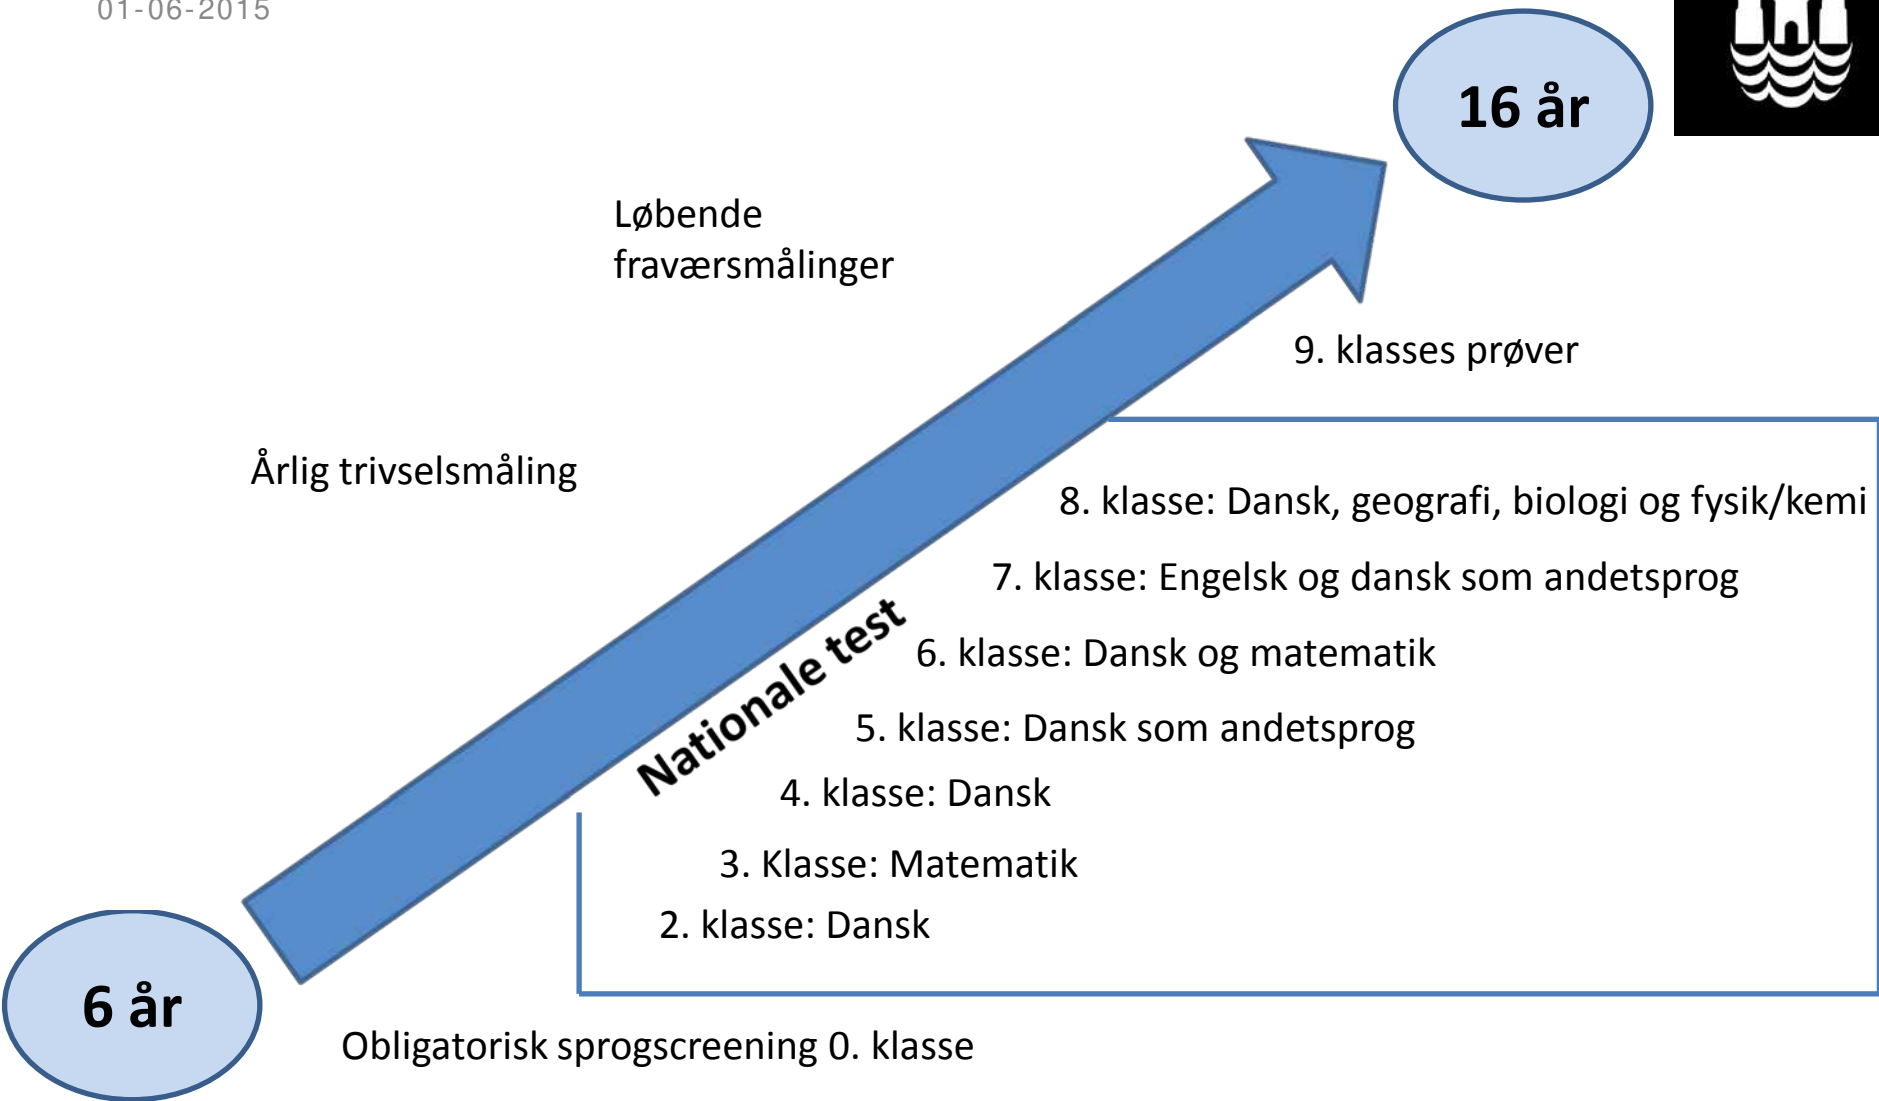 01-06-2015
16 år
Løbende
fraværsmålinger
9. klasses prøver
Årlig trivselsmåling
8. klasse: Dansk, geografi, biologi og fysik/kemi
7. klasse: Engelsk og dansk som andetsprog
Nationale test
6. klasse: Dansk og matematik
5. klasse: Dansk som andetsprog
4. klasse: Dansk
3. Klasse: Matematik
2. klasse: Dansk
6 år
Obligatorisk sprogscreening 0. klasse